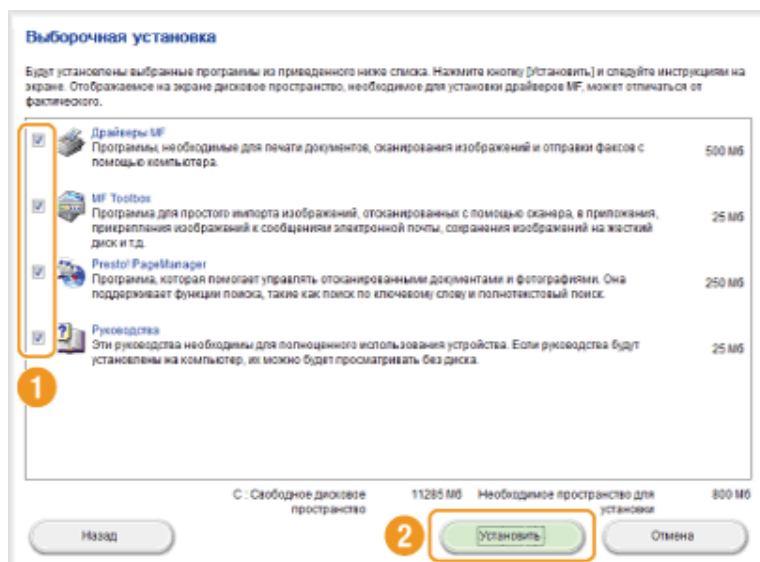 Выборочная установка
Будут установлены выбранные программы из приведенного ниже списка. Нажмите кнопку [Установить] и следуйте инструкциям на
экране. Отображаемое на экране дисковое пространство, необходимое для установки драйверов MF, может отличаться от
фактического.
Драйверы MF
Программы, необходимые для печати документов, сканирования изображений и отправки факсов с
помощью компьютера.
500 Мб
MF Toolbox
Программа для простого импорта изображений, отсканированных с помощью сканера, в приложения,
прикрепления изображений к сообщениям электронной почты, сохранения изображений на жесткий
диск и т.д.
25 Мб
Presto! PageManager
Программа, которая помогает управлять отсканированными документами и фотографиями. Она
поддерживает функции поиска, такие как поиск по ключевому слову и полнотекстовый поиск.
250 Мб
Руководства
Эти руководства необходимы для полноценного использования устройства. Если руководства будут
установлены на компьютер, их можно будет просматривать без диска.
25 Мб
1
C : Свободное дисковое
пространство
11285 Мб
Необходимое пространство для
установки
800 Мб
Назад
2
Установить
Отмена